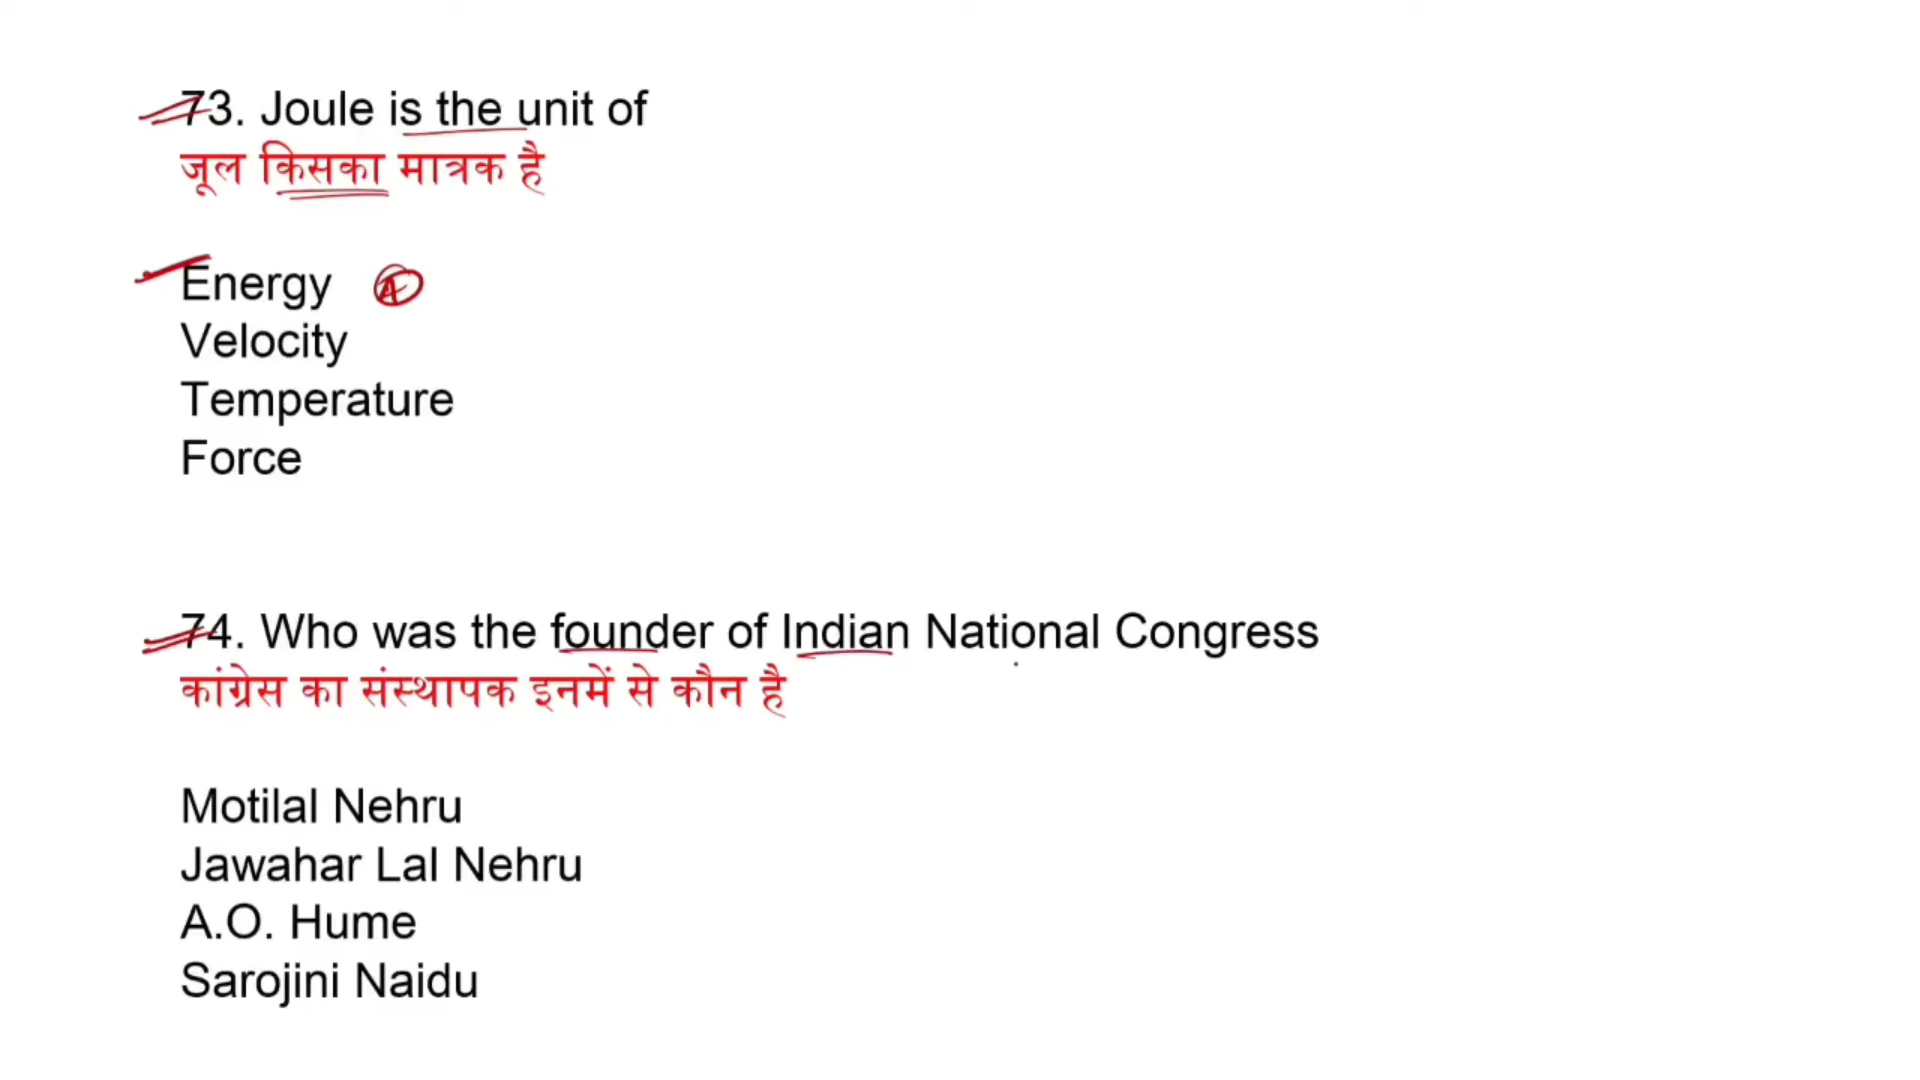 73. Joule is the unit of
जूल किसका मात्रक है
Energy A
Velocity
Temperature
Force
74. Who was the founder of Indian National Congress
कांग्रेस का संस्थापक इनमें से कौन है
Motilal Nehru
Jawahar Lal Nehru
A.O. Hume
Sarojini Naidu